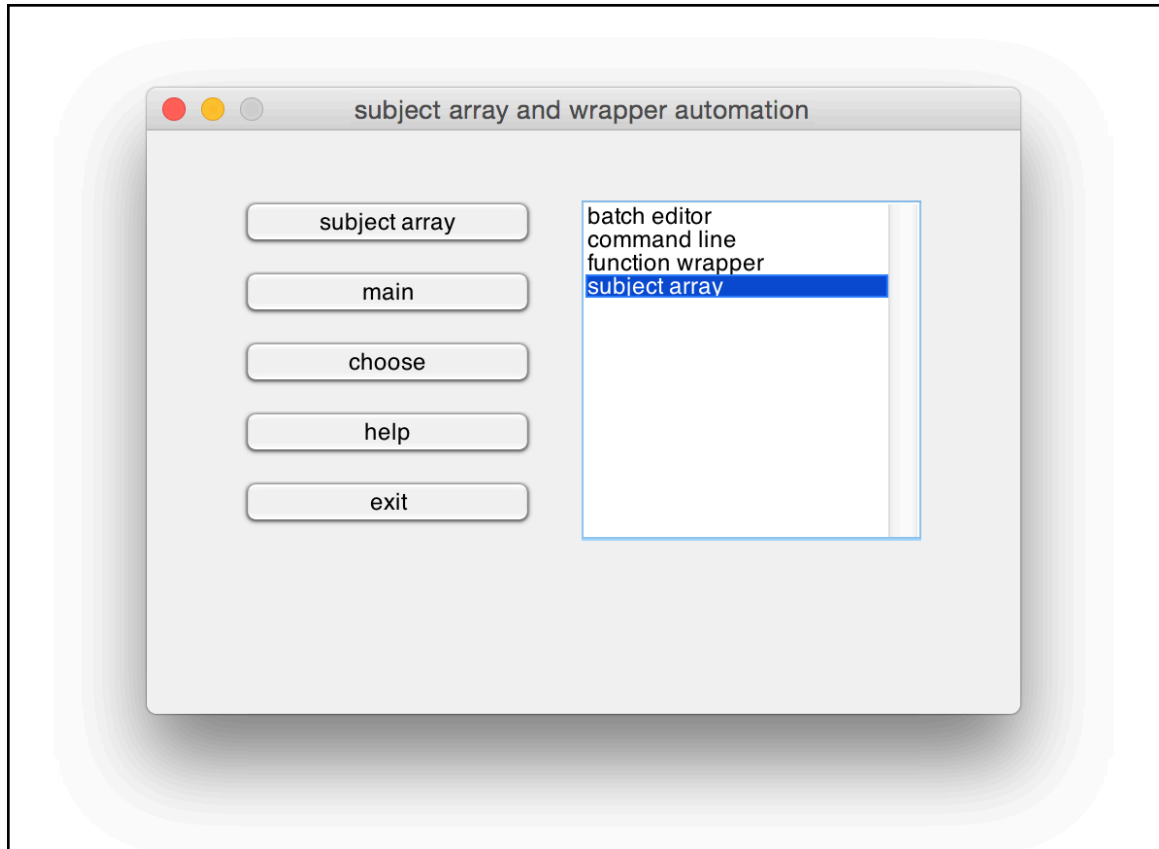 subject array and wrapper automation
subject array
main
choose
help
exit
batch editor
command line
function wrapper
subject array